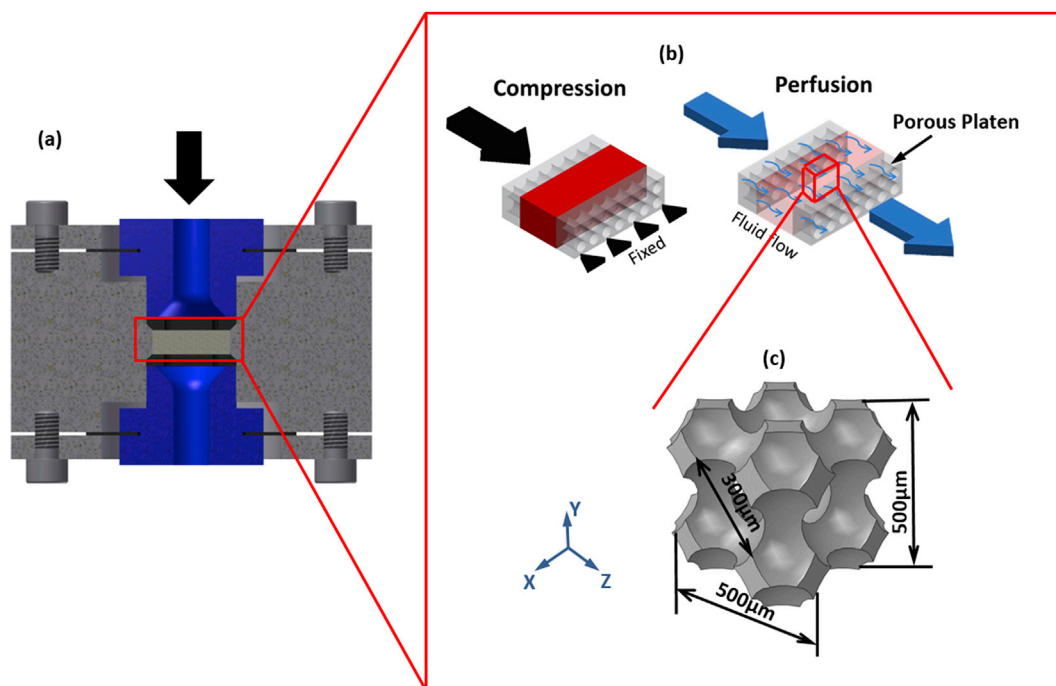 (a)
(b)
Compression
Perfusion
Porous Platen
Fixed
Fluid flow
(c)
300μm
500μm
500μm
Y
X
Z